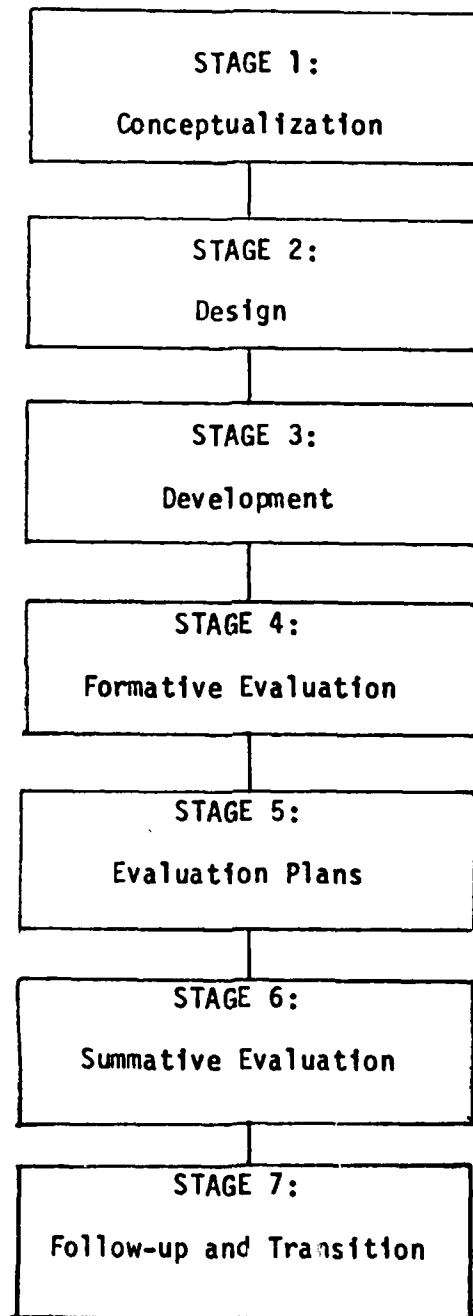 STAGE 1:
Conceptualization
STAGE 2:
Design
STAGE 3:
Development
STAGE 4:
Formative Evaluation
STAGE 5:
Evaluation Plans
STAGE 6:
Summative Evaluation
STAGE 7:
Follow-up and Transition